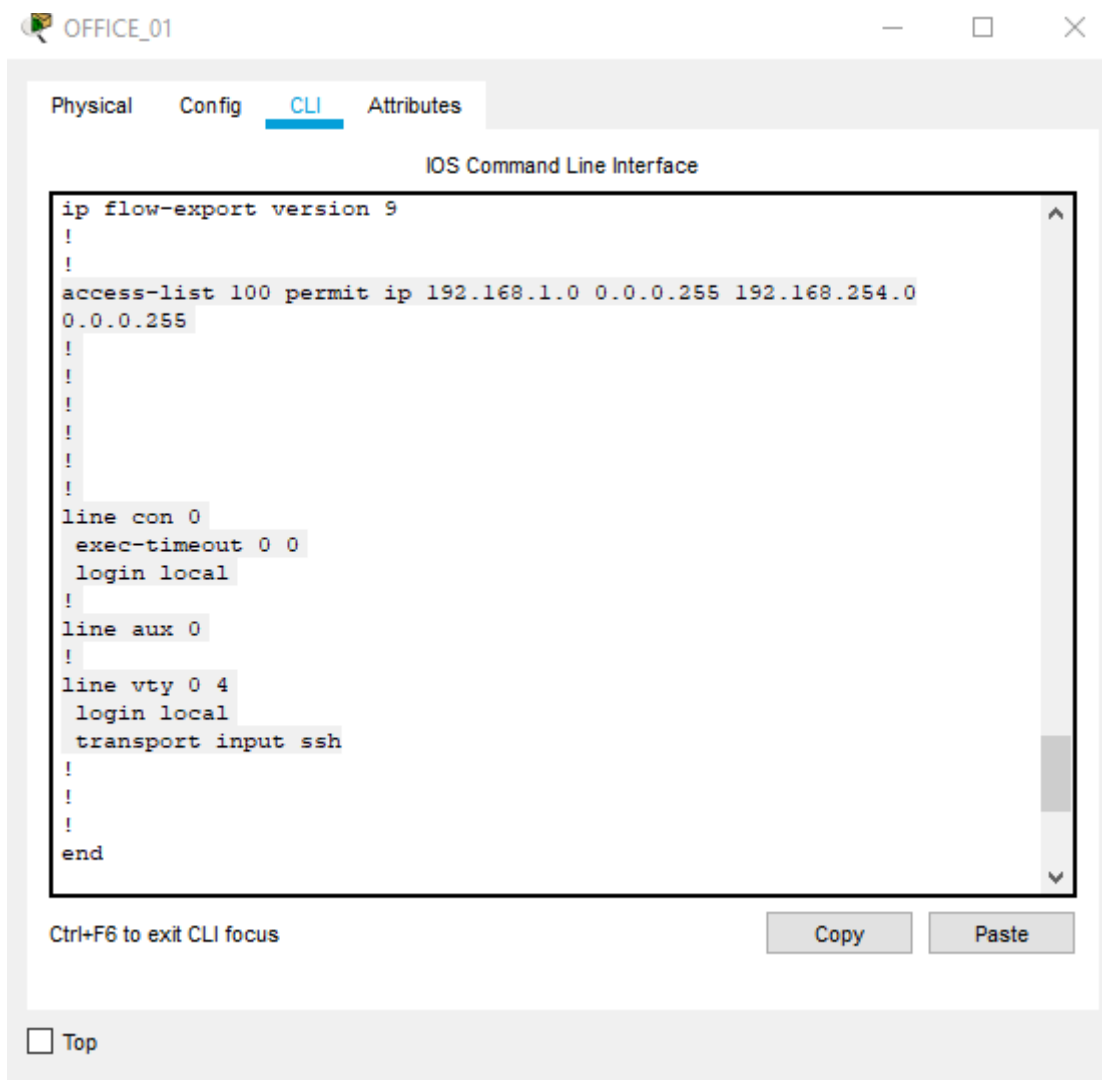 OFFICE_01
Physical Config CLI Attributes
IOS Command Line Interface
ip flow-export version 9
!
!
access-list 100 permit ip 192.168.1.0 0.0.0.255 192.168.254.0
0.0.0.255
!
!
!
!
!
!
line con 0
 exec-timeout 0 0
 login local
!
line aux 0
!
line vty 0 4
 login local
 transport input ssh
!
!
!
end
Ctrl+F6 to exit CLI focus Copy Paste
Top